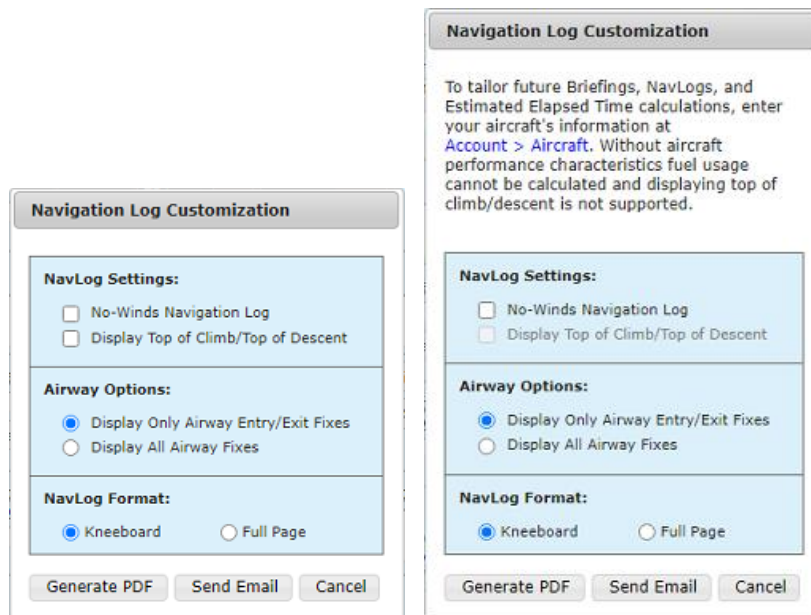 Navigation Log Customization
NavLog Settings:
No-Winds Navigation Log
Display Top of Climb/Top of Descent
Airway Options:
Display Only Airway Entry/Exit Fixes
Display All Airway Fixes
NavLog Format:
Kneeboard Full Page
Generate PDF Send Email Cancel
Navigation Log Customization
To tailor future Briefings, NavLogs, and
Estimated Elapsed Time calculations, enter
your aircraft's information at
Account > Aircraft. Without aircraft
performance characteristics fuel usage
cannot be calculated and displaying top of
climb/descent is not supported.
NavLog Settings:
No-Winds Navigation Log
Display Top of Climb/Top of Descent
Airway Options:
Display Only Airway Entry/Exit Fixes
Display All Airway Fixes
NavLog Format:
Kneeboard Full Page
Generate PDF Send Email Cancel